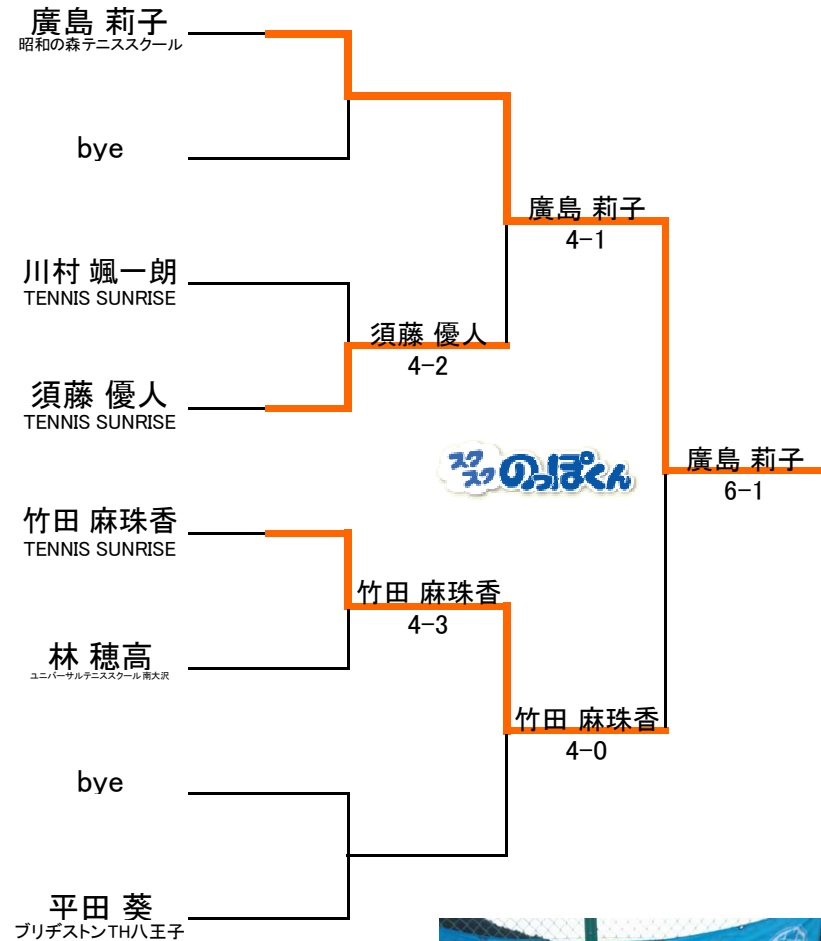 廣島 莉子
昭和の森テニススクール
bye
廣島 莉子
4-1
川村 颯一朗
TENNIS SUNRISE
須藤 優人
4-2
須藤 優人
TENNIS SUNRISE
スクスク のっぽくん
廣島 莉子
6-1
竹田 麻珠香
TENNIS SUNRISE
竹田 麻珠香
4-3
林 穂高
ユニバーサルテニススクール 南大沢
竹田 麻珠香
4-0
bye
平田 葵
ブリヂストンTH八王子